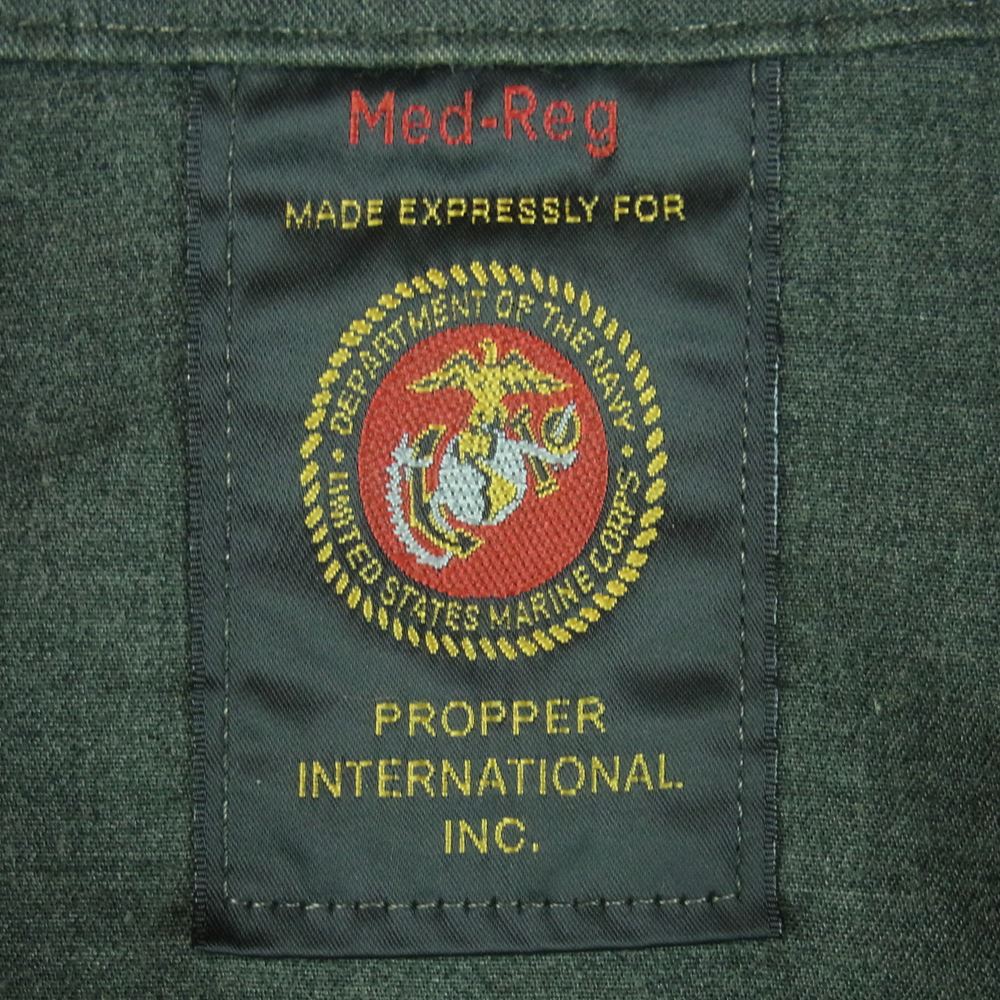 Med-Reg
MADE EXPRESSLY FOR
DEPARTMENT OF THE NAVY
UNITED STATES MARINE CORPS
PROPPER
INTERNATIONAL
INC.